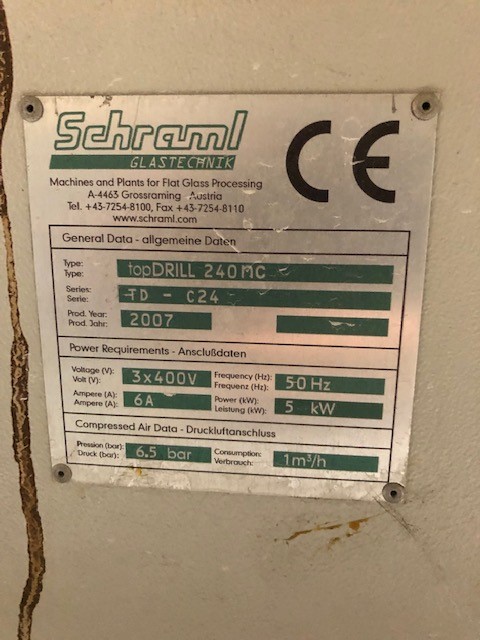 Schraml
GLASTECHNIK
CE
Machines and Plants for Flat Glass Processing
A-4463 Grossraming - Austria
Tel. +43-7254-8100, Fax +43-7254-8110
www.schraml.com
General Data - allgemeine Daten
Type:
Type:
topDRILL 240MC
Series:
Serie:
TD - C24
Prod. Year:
Prod. Jahr:
2007
Power Requirements - Anschlußdaten
Voltage (V):
Volt (V):
3x400V
Frequency (Hz):
Frequenz (Hz):
50 Hz
Ampere (A):
Ampere (A):
6A
Power (kW):
Leistung (kW):
5 kW
Compressed Air Data - Druckluftanschluss
Pression (bar):
Druck (bar):
6.5 bar
Consumption:
Verbrauch:
1m³/h